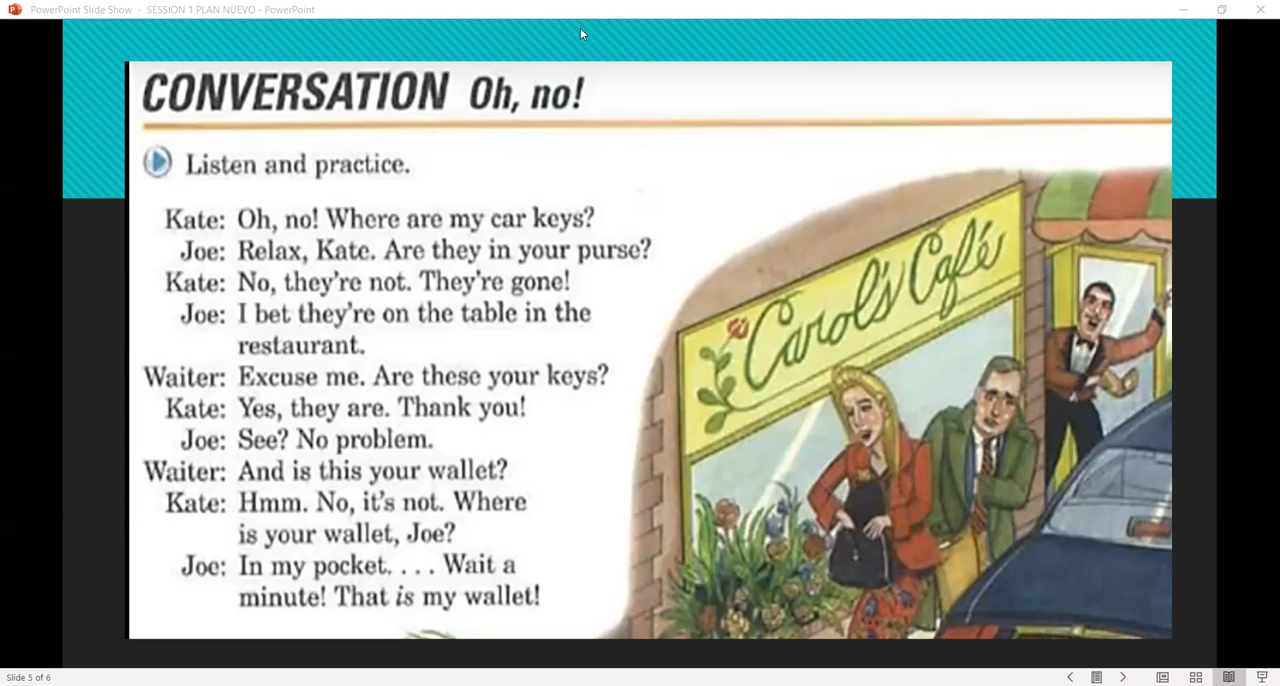 PowerPoint Slide Show - SESSION 1 PLAN NUEVO - PowerPoint
CONVERSATION Oh, no!
Listen and practice.
Kate: Oh, no! Where are my car keys?
Joe: Relax, Kate. Are they in your purse?
Kate: No, they're not. They're gone!
Joe: I bet they're on the table in the
restaurant.
Waiter: Excuse me. Are these your keys?
Kate: Yes, they are. Thank you!
Joe: See? No problem.
Waiter: And is this your wallet?
Kate: Hmm. No, it's not. Where
is your wallet, Joe?
Joe: In my pocket. . . . Wait a
minute! That is my wallet!
Carol's Café
Slide 5 of 6